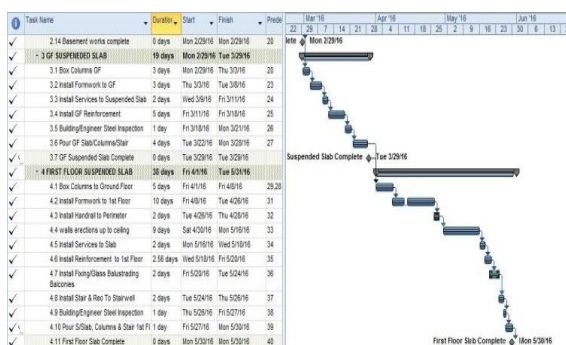 Task Name Duration Start Finish Prede
Mar '16 Apr '16 May '16 Jun '16
22 29 7 14 21 28 4 11 18 25 2 9 16 23 30 6 13
2.14 Basement works complete 0 days Mon 2/29/16 Mon 2/29/16 20
lete Mon 2/29/16
- 3 GF SUSPENEDED SLAB 19 days Mon 2/29/16 Tue 3/29/16
3.1 Box Columns GF 3 days Mon 2/29/16 Thu 3/3/16 20
3.2 Install Formwork to GF 3 days Thu 3/3/16 Tue 3/8/16 23
3.3 Install Services to Suspended Slab 2 days Wed 3/9/16 Fri 3/11/16 24
3.4 Install GF Reinforcement 5 days Fri 3/11/16 Fri 3/18/16 25
3.5 Building/Engineer Steel Inspection 1 day Fri 3/18/16 Mon 3/21/16 26
3.6 Pour GF Slab/Columns/Stair 4 days Tue 3/22/16 Mon 3/28/16 27
3.7 GF Suspended Slab Complete 0 days Tue 3/29/16 Tue 3/29/16
Suspended Slab Complete Tue 3/29/16
- 4 FIRST FLOOR SUSPENDED SLAB 38 days Fri 4/1/16 Tue 5/31/16
4.1 Box Columns to Ground Floor 5 days Fri 4/1/16 Fri 4/8/16 29,28
4.2 Install Formwork to 1st Floor 10 days Fri 4/8/16 Tue 4/26/16 31
4.3 Install Handrail to Perimeter 2 days Tue 4/26/16 Thu 4/28/16 32
4.4 walls erections up to ceiling 9 days Sat 4/30/16 Mon 5/16/16 33
4.5 Install Services to Slab 2 days Mon 5/16/16 Wed 5/18/16 34
4.6 Install Reinforcement to 1st Floor 2.56 days Wed 5/18/16 Fri 5/20/16 35
4.7 Install Fixing/Glass Balustrading 2 days Fri 5/20/16 Tue 5/24/16 36
Balconies
4.8 Install Stair & Rec To Stairwell 2 days Tue 5/24/16 Thu 5/26/16 37
4.9 Building/Engineer Steel Inspection 1 day Thu 5/26/16 Fri 5/27/16 38
4.10 Pour S/Slab, Columns & Stair 1st Fl 1 day Fri 5/27/16 Mon 5/30/16 39
4.11 First Floor Slab Complete 0 days Mon 5/30/16 Mon 5/30/16 40
First Floor Slb Complete Mon 5/30/16